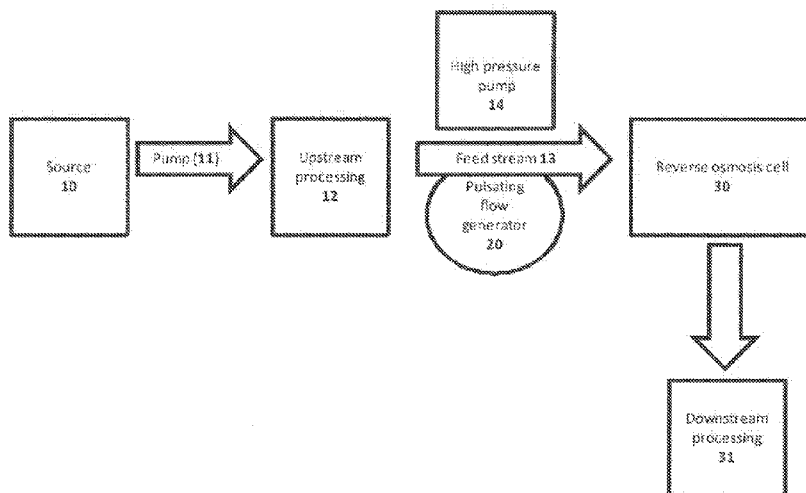 Source
10
Pump (11)
Upstream
processing
12
High pressure
pump
14
Feed stream 13
Pulsating
flow
generator
20
Reverse osmosis cell
30
Downstream
processing
31